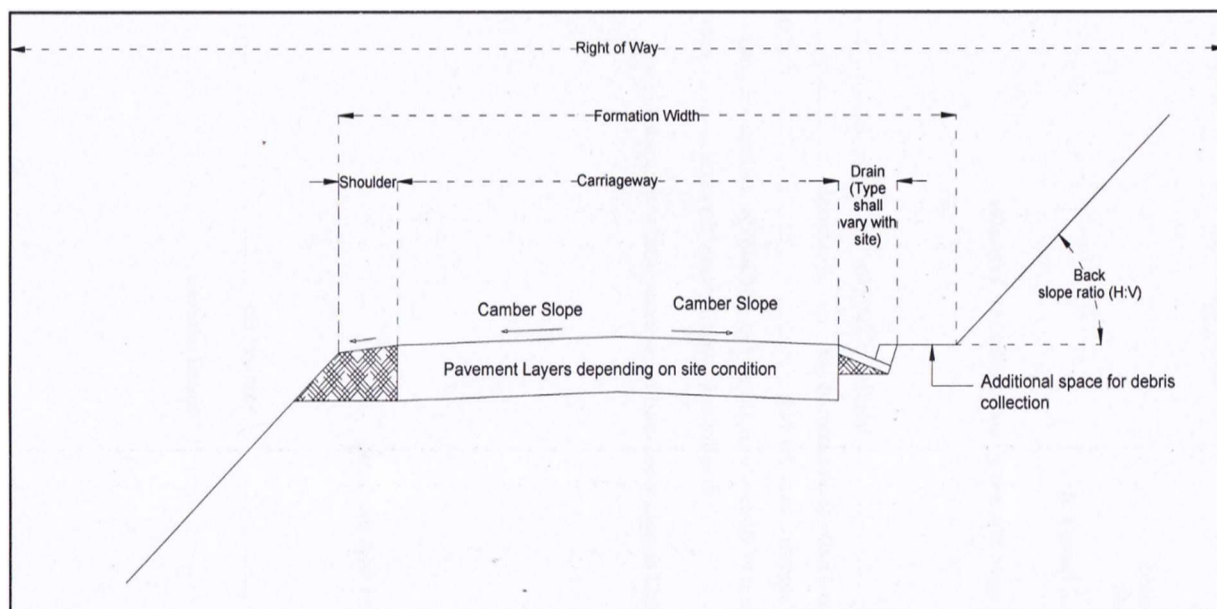 Right of Way
Formation Width
Shoulder
Carriageway
Drain
(Type
shall
vary with
site)
Camber Slope
Camber Slope
Back
slope ratio (H:V)
Pavement Layers depending on site condition
Additional space for debris
collection